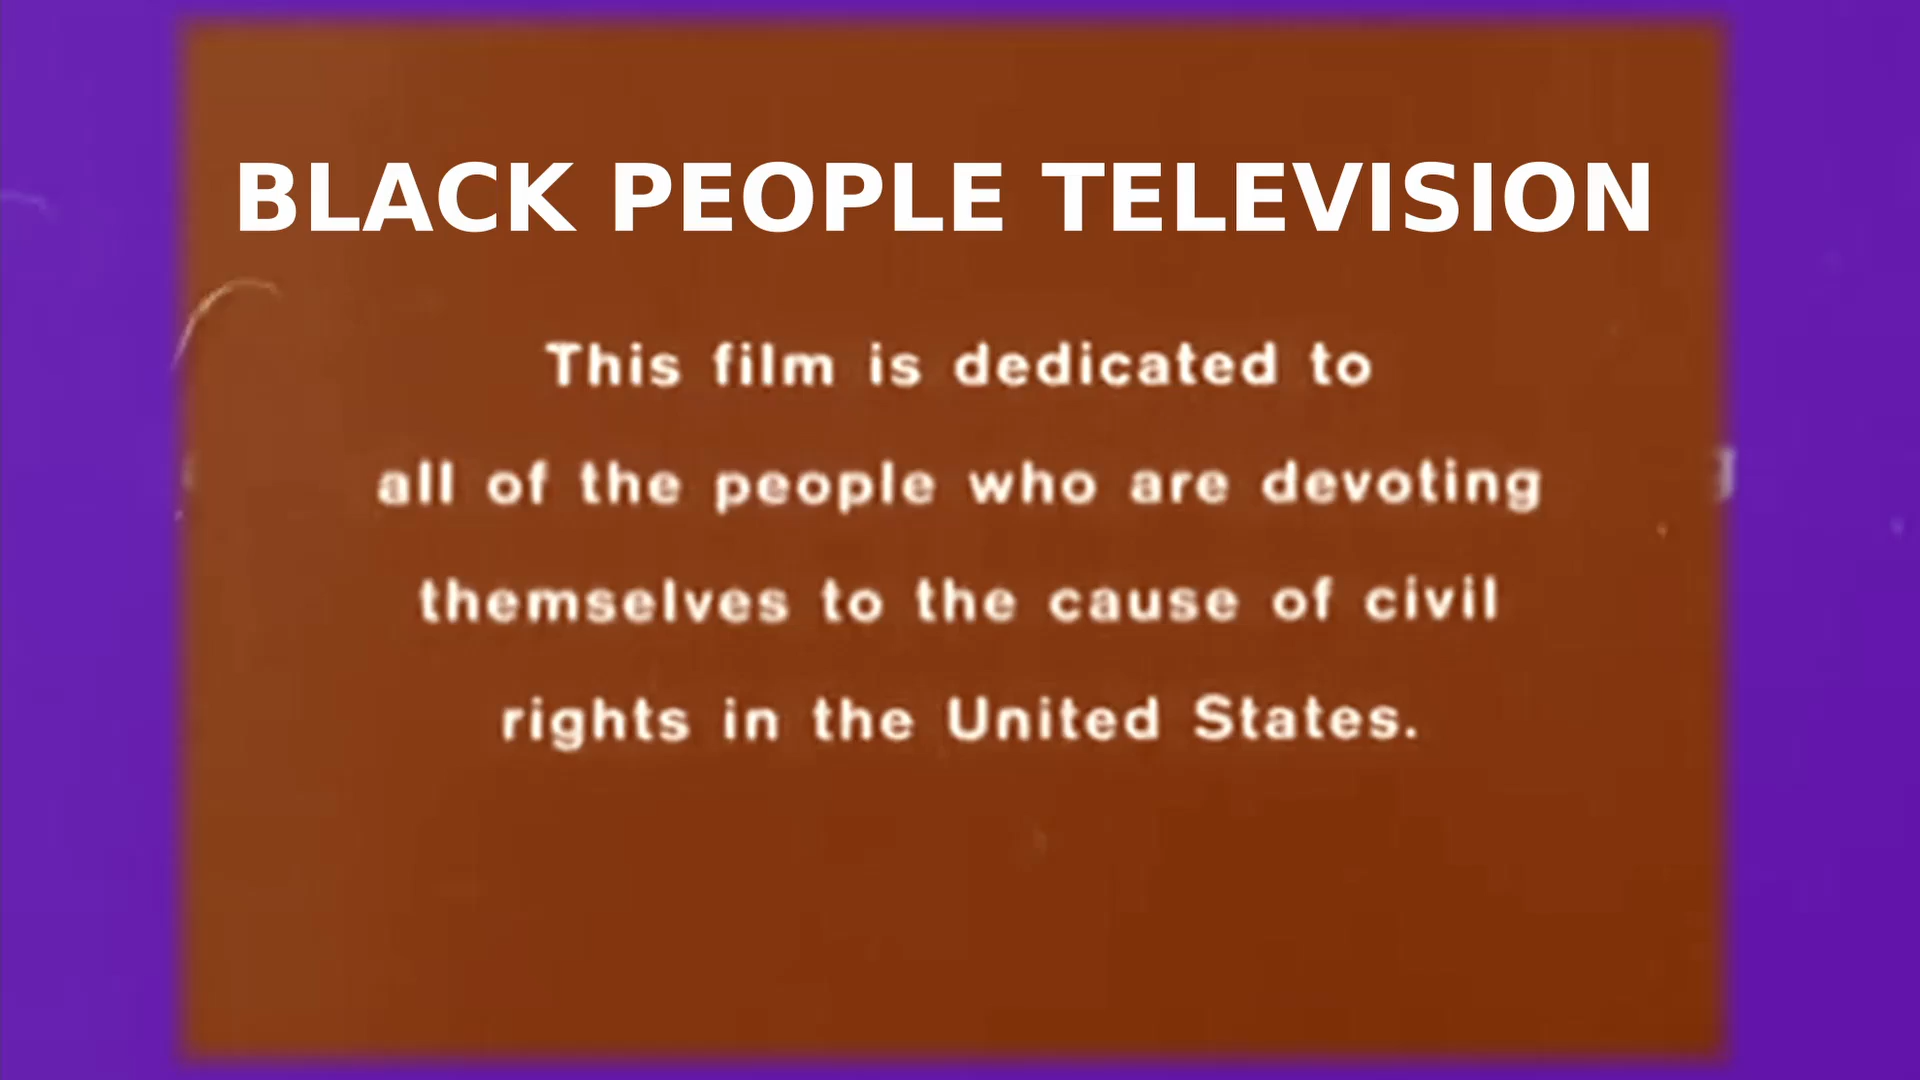 BLACK PEOPLE TELEVISION
This film is dedicated to
all of the people who are devoting
themselves to the cause of civil
rights in the United States.